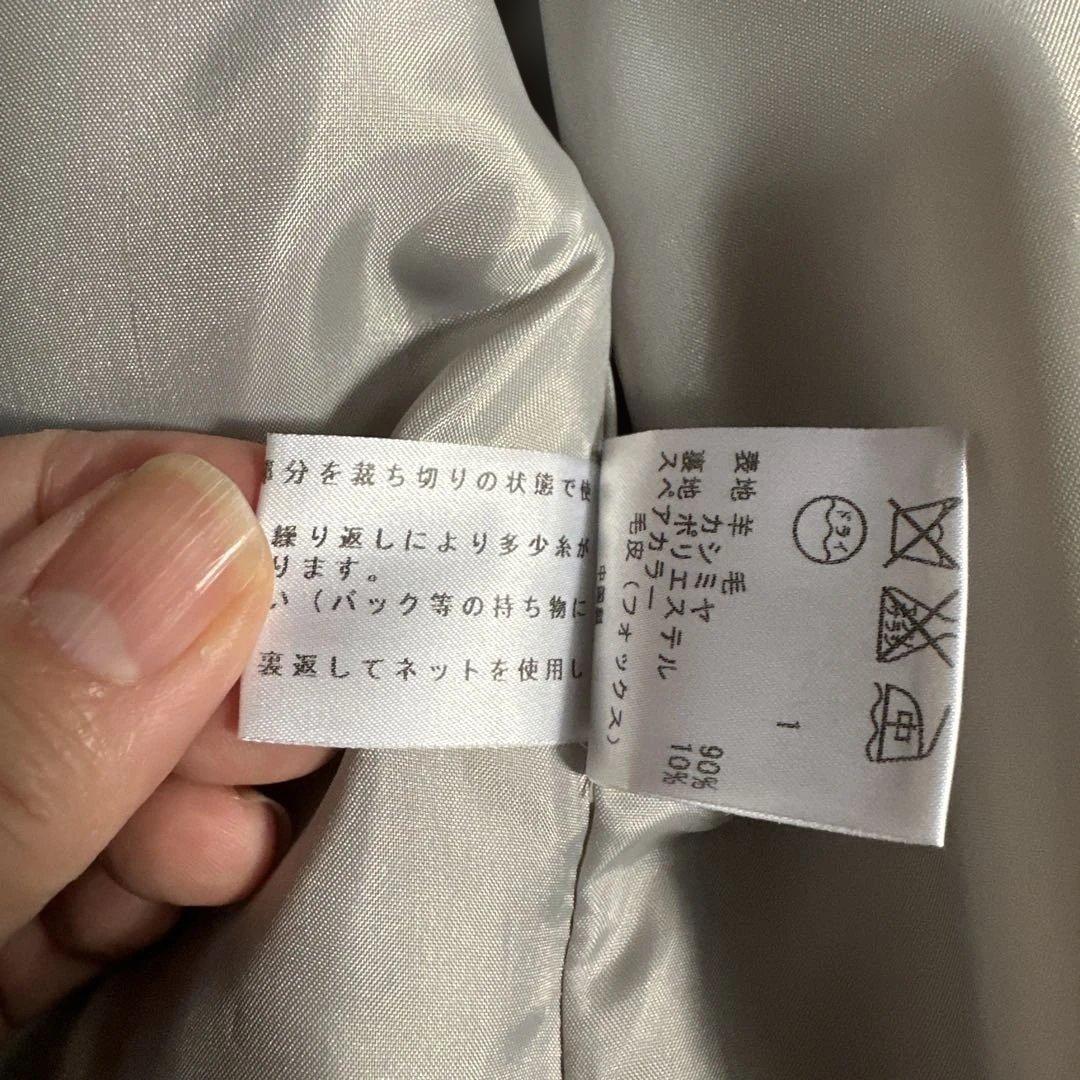 分を裁ち切りの状態で使
繰り返しにより多少糸が
ります。
い(バック等の持ち物に
裏返してネットを使用し
中
ドライ
1
表地 羊 毛 90%
カシミヤ 10%
裏地 ポリエステル
スペアカラー
毛皮(フォックス)
中国製